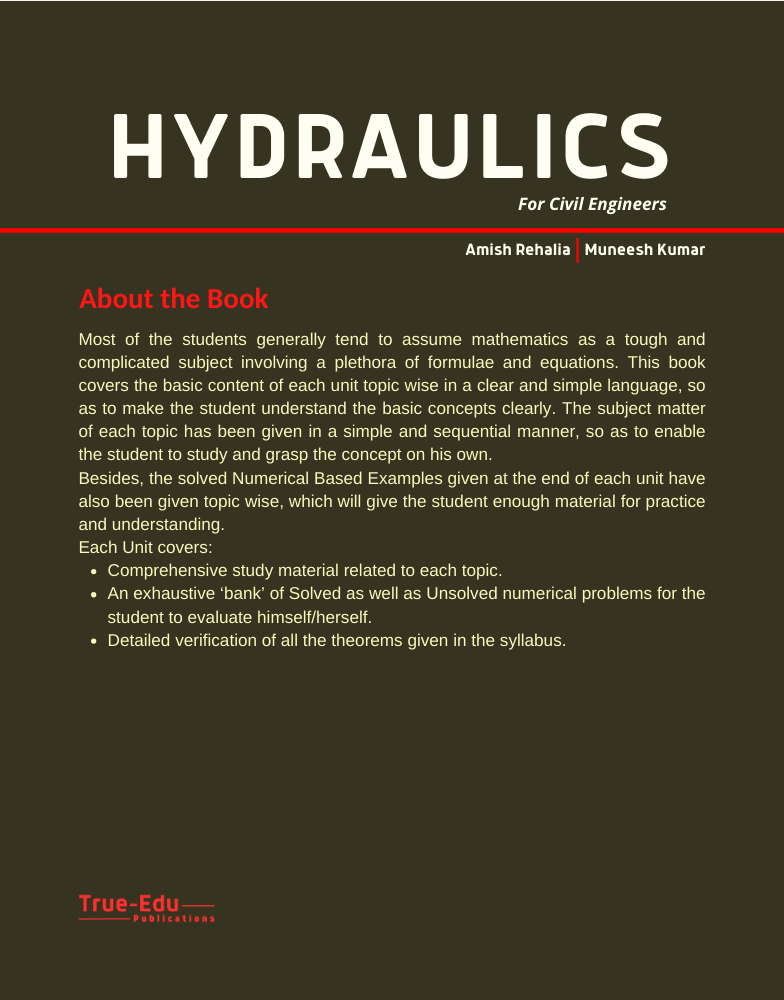 HYDRAULICS
For Civil Engineers
Amish Rehalia | Muneesh Kumar
About the Book
Most of the students generally tend to assume mathematics as a tough and
complicated subject involving a plethora of formulae and equations. This book
covers the basic content of each unit topic wise in a clear and simple language, so
as to make the student understand the basic concepts clearly. The subject matter
of each topic has been given in a simple and sequential manner, so as to enable
the student to study and grasp the concept on his own.
Besides, the solved Numerical Based Examples given at the end of each unit have
also been given topic wise, which will give the student enough material for practice
and understanding.
Each Unit covers:
• Comprehensive study material related to each topic.
• An exhaustive ‘bank’ of Solved as well as Unsolved numerical problems for the
student to evaluate himself/herself.
• Detailed verification of all the theorems given in the syllabus.
True-Edu
Publications